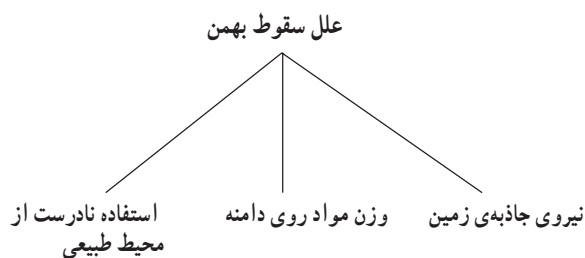 علل سقوط بهمن
نیروی جاذبه‌ی زمین
وزن مواد روی دامنه
استفاده نادرست از
محیط طبیعی